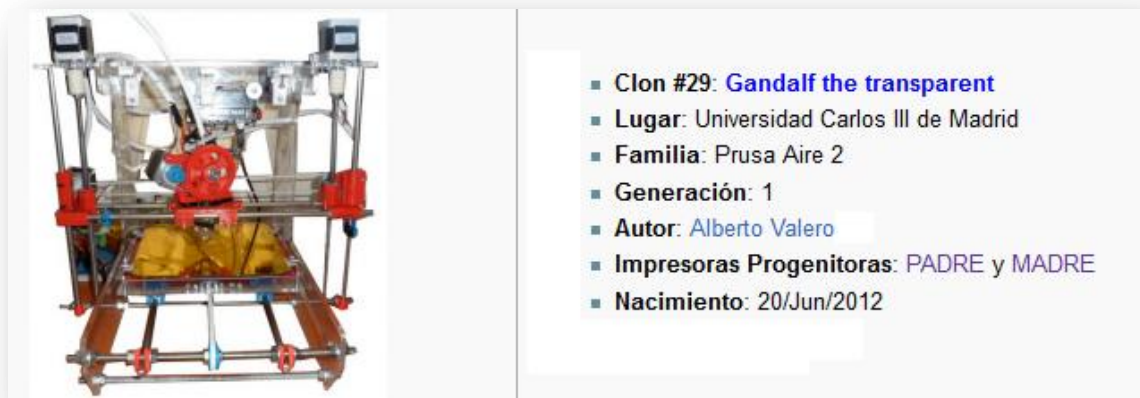 Clon #29: Gandalf the transparent
Lugar: Universidad Carlos III de Madrid
Familia: Prusa Aire 2
Generación: 1
Autor: Alberto Valero
Impresoras Progenitoras: PADRE y MADRE
Nacimiento: 20/Jun/2012